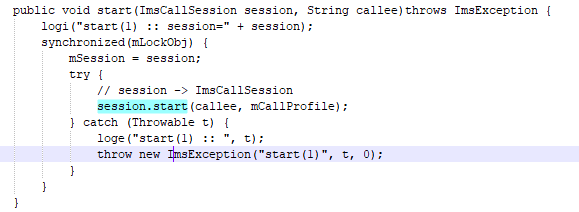 public void start(ImsCallSession session, String callee)throws ImsException {
logi("start(1) :: session=" + session);
synchronized(mLockObj) {
mSession = session;
try {
// session -> ImsCallSession
session.start(callee, mCallProfile);
} catch (Throwable t) {
loge("start(1) :: ", t);
throw new ImsException("start(1)", t, 0);
}
}
}